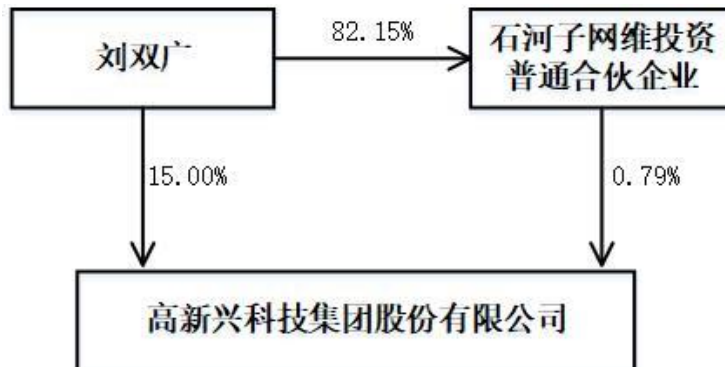 刘双广
82.15%
石河子网维投资
普通合伙企业
15.00%
0.79%
高新兴科技集团股份有限公司